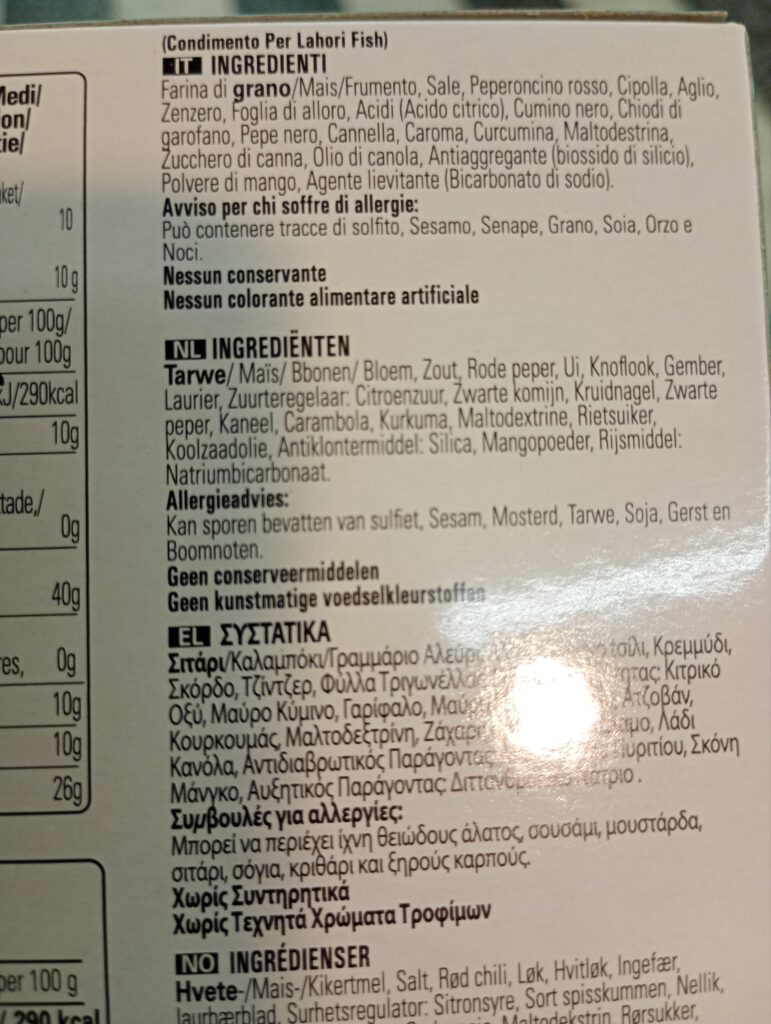 (Condimento Per Lahori Fish)
IT INGREDIENTI
Farina di grano/Mais/Frumento, Sale, Peperoncino rosso, Cipolla, Aglio,
Zenzero, Foglia di alloro, Acidi (Acido citrico), Cumino nero, Chiodi di
garofano, Pepe nero, Cannella, Caroma, Curcumina, Maltodestrina,
Zucchero di canna, Olio di canola, Antiaggregante (biossido di silicio),
Polvere di mango, Agente lievitante (Bicarbonato di sodio).
Avviso per chi soffre di allergie:
Può contenere tracce di solfito, Sesamo, Senape, Grano, Soia, Orzo e
Noci.
Nessun conservante
Nessun colorante alimentare artificiale
NL INGREDIËNTEN
Tarwe/ Maïs/ Bbonen/ Bloem, Zout, Rode peper, Ui, Knoflook, Gember,
Laurier, Zuurteregelaar: Citroenzuur, Zwarte komijn, Kruidnagel, Zwarte
peper, Kaneel, Carambola, Kurkuma, Maltodextrine, Rietsuiker,
Koolzaadolie, Antiklontermiddel: Silica, Mangopoeder, Rijsmiddel:
Natriumbicarbonaat.
Allergieadvies:
Kan sporen bevatten van sulfiet, Sesam, Mosterd, Tarwe, Soja, Gerst en
Boomnoten.
Geen conserveermiddelen
Geen kunstmatige voedselkleurstoffen
EL ΣΥΣΤΑΤΙΚΑ
Σιτάρι/Καλαμπόκι/Γραμμάριο Κρεμμύδι,
Σκόρδο, Τζίντζερ, Φύλλα Κιτρικό
Οξύ, Μαύρο Κύμινο, Γαρίφαλο, Ατζοβάν,
Κουρκουμάς, Μαλτοδεξτρίνη, Λάδι
Κανόλα, Αντιδιαβρωτικός Παράγοντας Σκόνη
Μάνγκο, Αυξητικός Παράγοντας:
Συμβουλές για αλλεργίες:
Μπορεί να περιέχει ίχνη θειώδους άλατος, σουσάμι, μουστάρδα,
σιτάρι, σόγια, κριθάρι και ξηρούς καρπούς.
Χωρίς Συντηρητικά
Χωρίς Τεχνητά Χρώματα Τροφίμων
NO INGRÉDIENSER
Hvete-/Mais-/Kikertmel, Salt, Rød chili, Løk, Hvitløk, Ingefær,
laurbærblad, Surhetsregulator: Sitronsyre, Sort spisskummen, Nellik,
Maltodekstrin, Rørsukker,
10
10g
per 100g/
pour 100g
kJ/290kcal
10g
0g
40g
0g
10g
10g
26g
per 100 g
/ 290 kcal